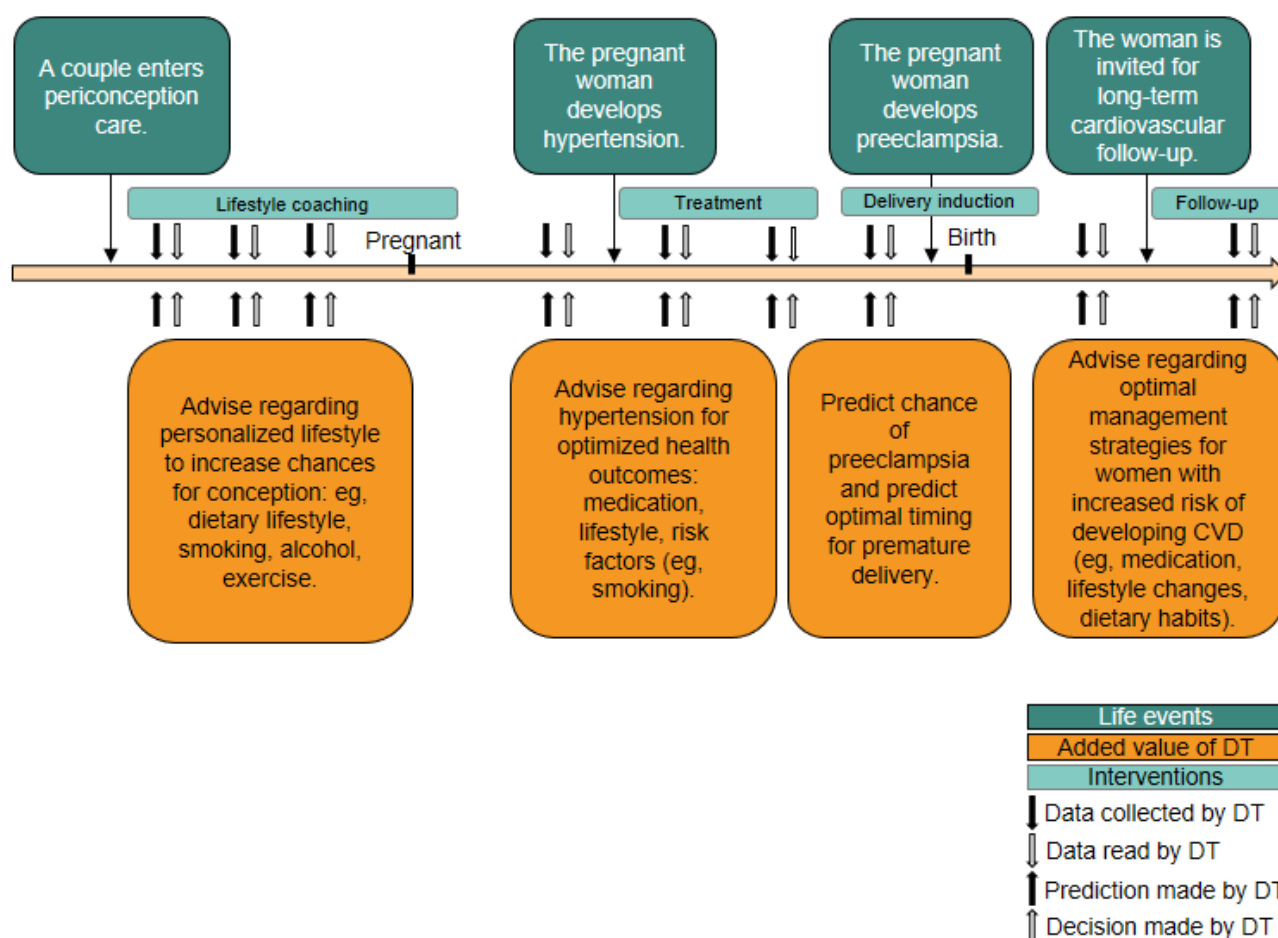 A couple enters
periconception
care.
The pregnant
woman
develops
hypertension.
The pregnant
woman
develops
preeclampsia.
The woman is
invited for
long-term
cardiovascular
follow-up.
Lifestyle coaching
Treatment
Delivery induction
Follow-up
Pregnant
Birth
Advise regarding
personalized lifestyle
to increase chances
for conception: eg,
dietary lifestyle,
smoking, alcohol,
exercise.
Advise regarding
hypertension for
optimized health
outcomes:
medication,
lifestyle, risk
factors (eg,
smoking).
Predict chance
of
preeclampsia
and predict
optimal timing
for premature
delivery.
Advise regarding
optimal
management
strategies for
women with
increased risk of
developing CVD
(eg, medication,
lifestyle changes,
dietary habits).
Life events
Added value of DT
Interventions
Data collected by DT
Data read by DT
Prediction made by DT
Decision made by DT